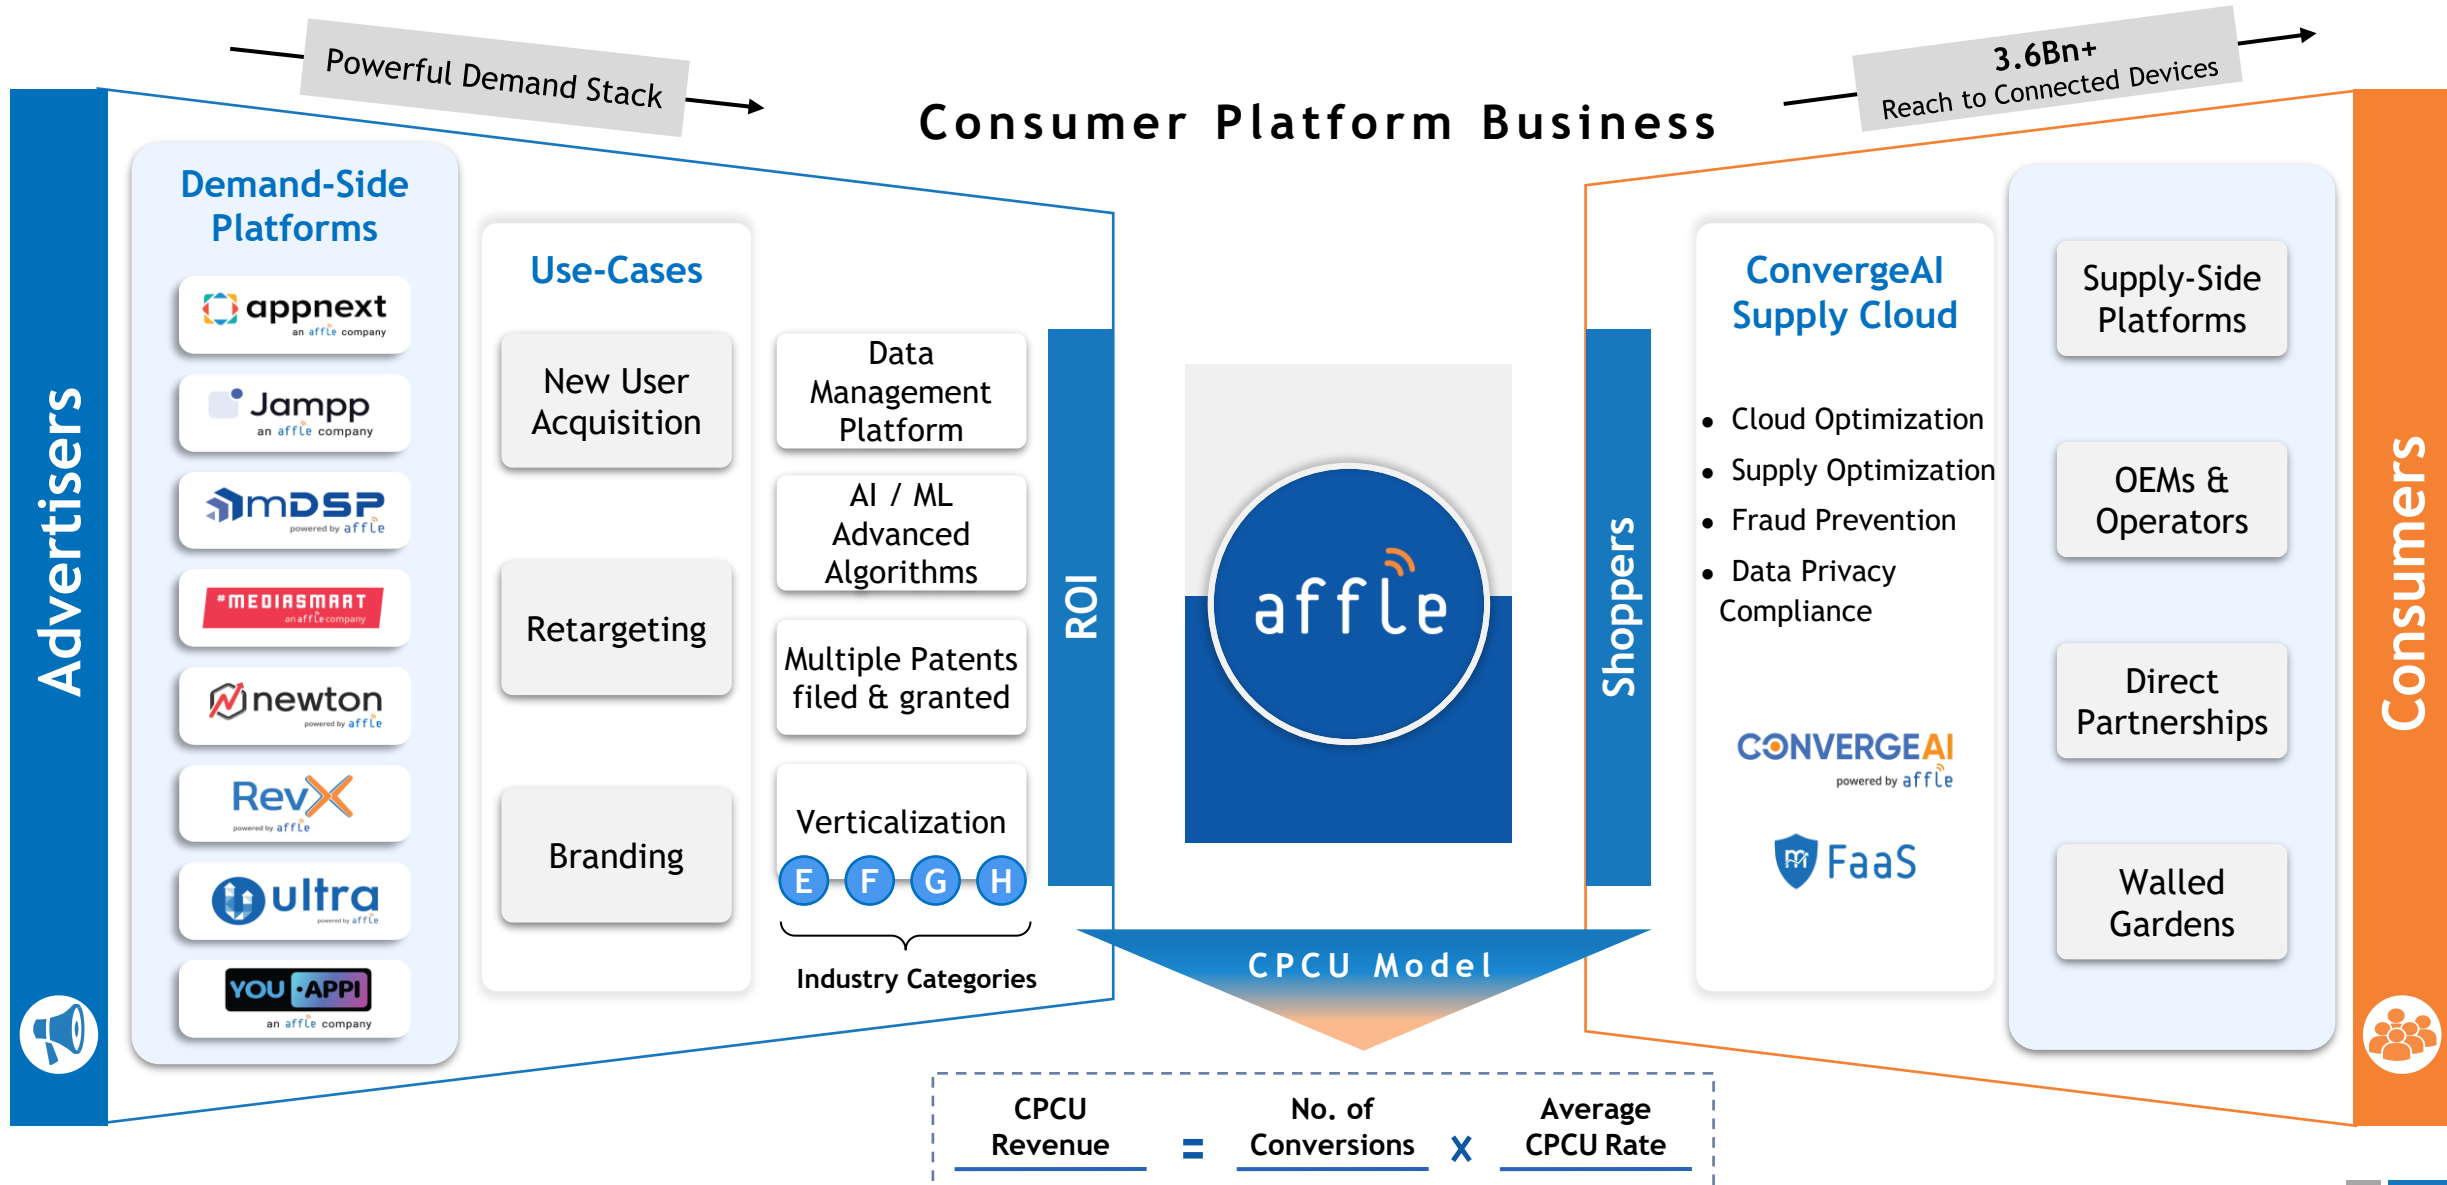 Powerful Demand Stack
3.6Bn+
Reach to Connected Devices
Consumer Platform Business
Advertisers
Demand-Side
Platforms
appnext
an affle company
Jampp
an affle company
mDSP
powered by affle
#MEDIASMART
an affle company
newton
powered by affle
RevX
powered by affle
ultra
powered by affle
YOU·APPI
an affle company
Use-Cases
New User
Acquisition
Retargeting
Branding
Data
Management
Platform
AI / ML
Advanced
Algorithms
Multiple Patents
filed & granted
Verticalization
E F G H
Industry Categories
ROI
affle
Shoppers
ConvergeAI
Supply Cloud
• Cloud Optimization
• Supply Optimization
• Fraud Prevention
• Data Privacy
Compliance
CONVERGEAI
powered by affle
m FaaS
Supply-Side
Platforms
OEMs &
Operators
Direct
Partnerships
Walled
Gardens
Consumers
CPCU Model
CPCU
Revenue
=
No. of
Conversions
x
Average
CPCU Rate